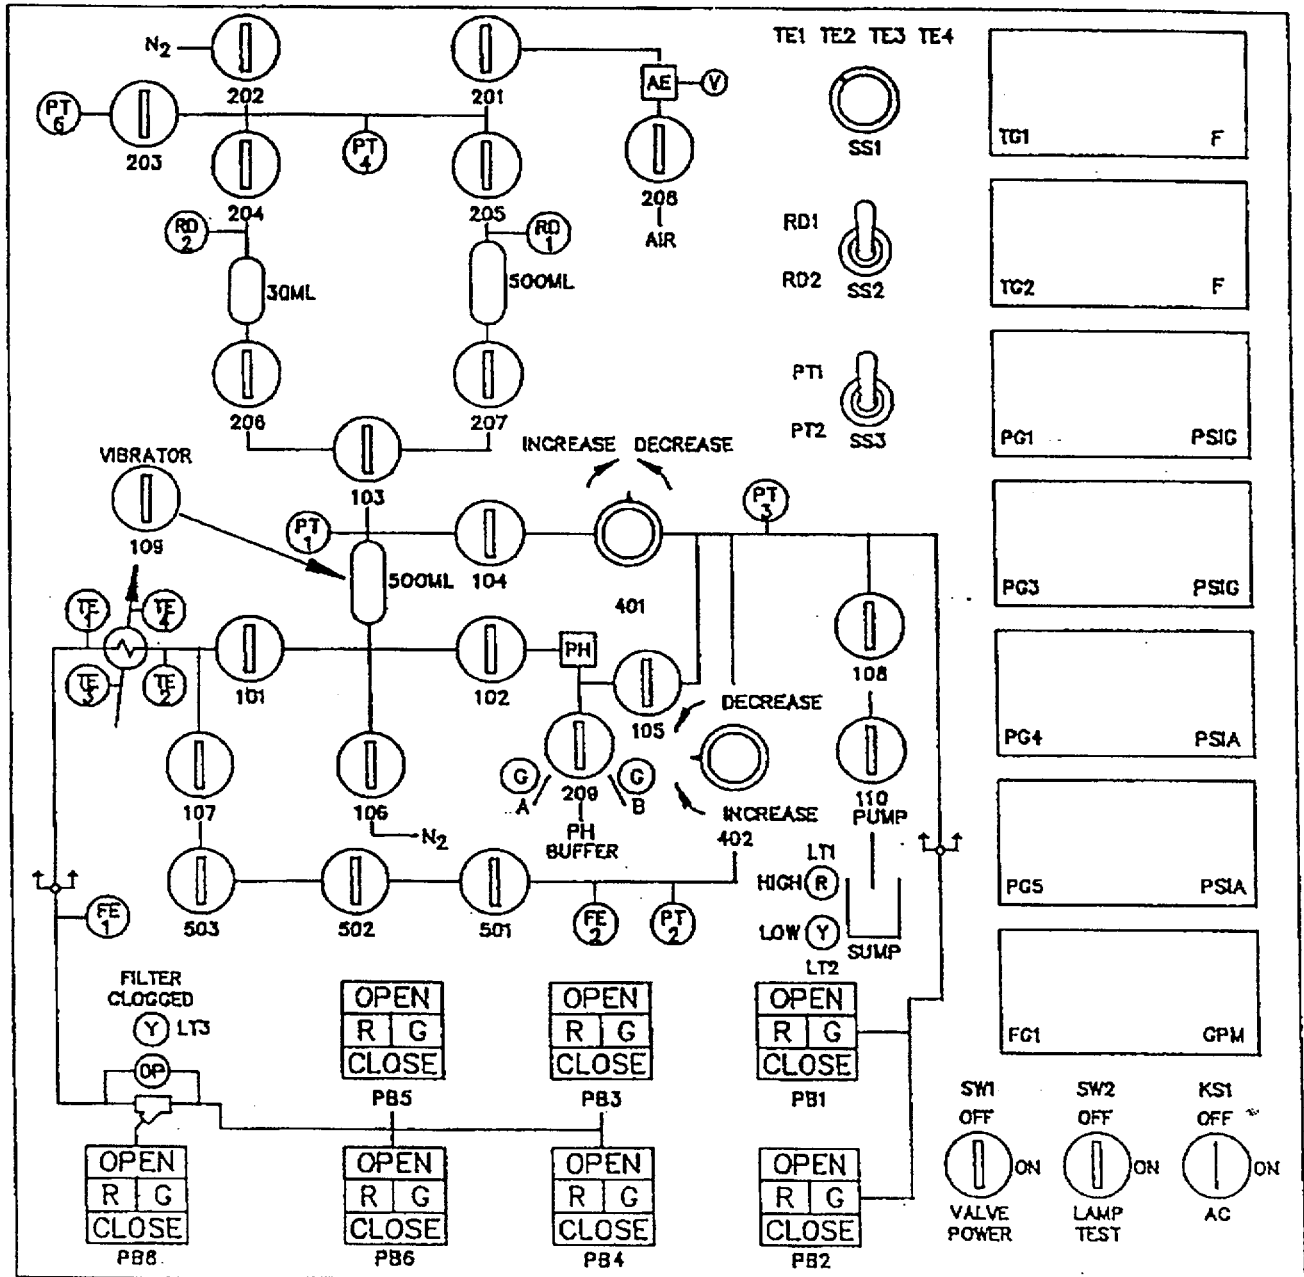 N2
202
201
AE
V
PT 6
203
PT 4
204
205
208
AIR
RD 2
RD 1
30ML
500ML
206
207
TE1 TE2 TE3 TE4
SS1
RD1
RD2
SS2
PT1
PT2
SS3
TG1 F
TG2 F
PG1 PSIG
PG3 PSIG
PG4 PSIA
PG5 PSIA
FG1 GPM
VIBRATOR
109
103
INCREASE DECREASE
PT 1
104
401
PT 3
500ML
TE 1
TE 4
TE 3
TE 2
101
102
PH
105
108
DECREASE
107
106
N2
G
A
209
G
B
PH
BUFFER
INCREASE
402
110
PUMP
LT1
HIGH R
LOW Y
LT2
SUMP
503
502
501
FE 2
PT 2
FE 1
FILTER
CLOGGED
Y LT3
DP
OPEN
R G
CLOSE
PB5
OPEN
R G
CLOSE
PB3
OPEN
R G
CLOSE
PB1
OPEN
R G
CLOSE
PB8
OPEN
R G
CLOSE
PB6
OPEN
R G
CLOSE
PB4
OPEN
R G
CLOSE
PB2
SW1
OFF
ON
VALVE
POWER
SW2
OFF
ON
LAMP
TEST
KS1
OFF
ON
AC